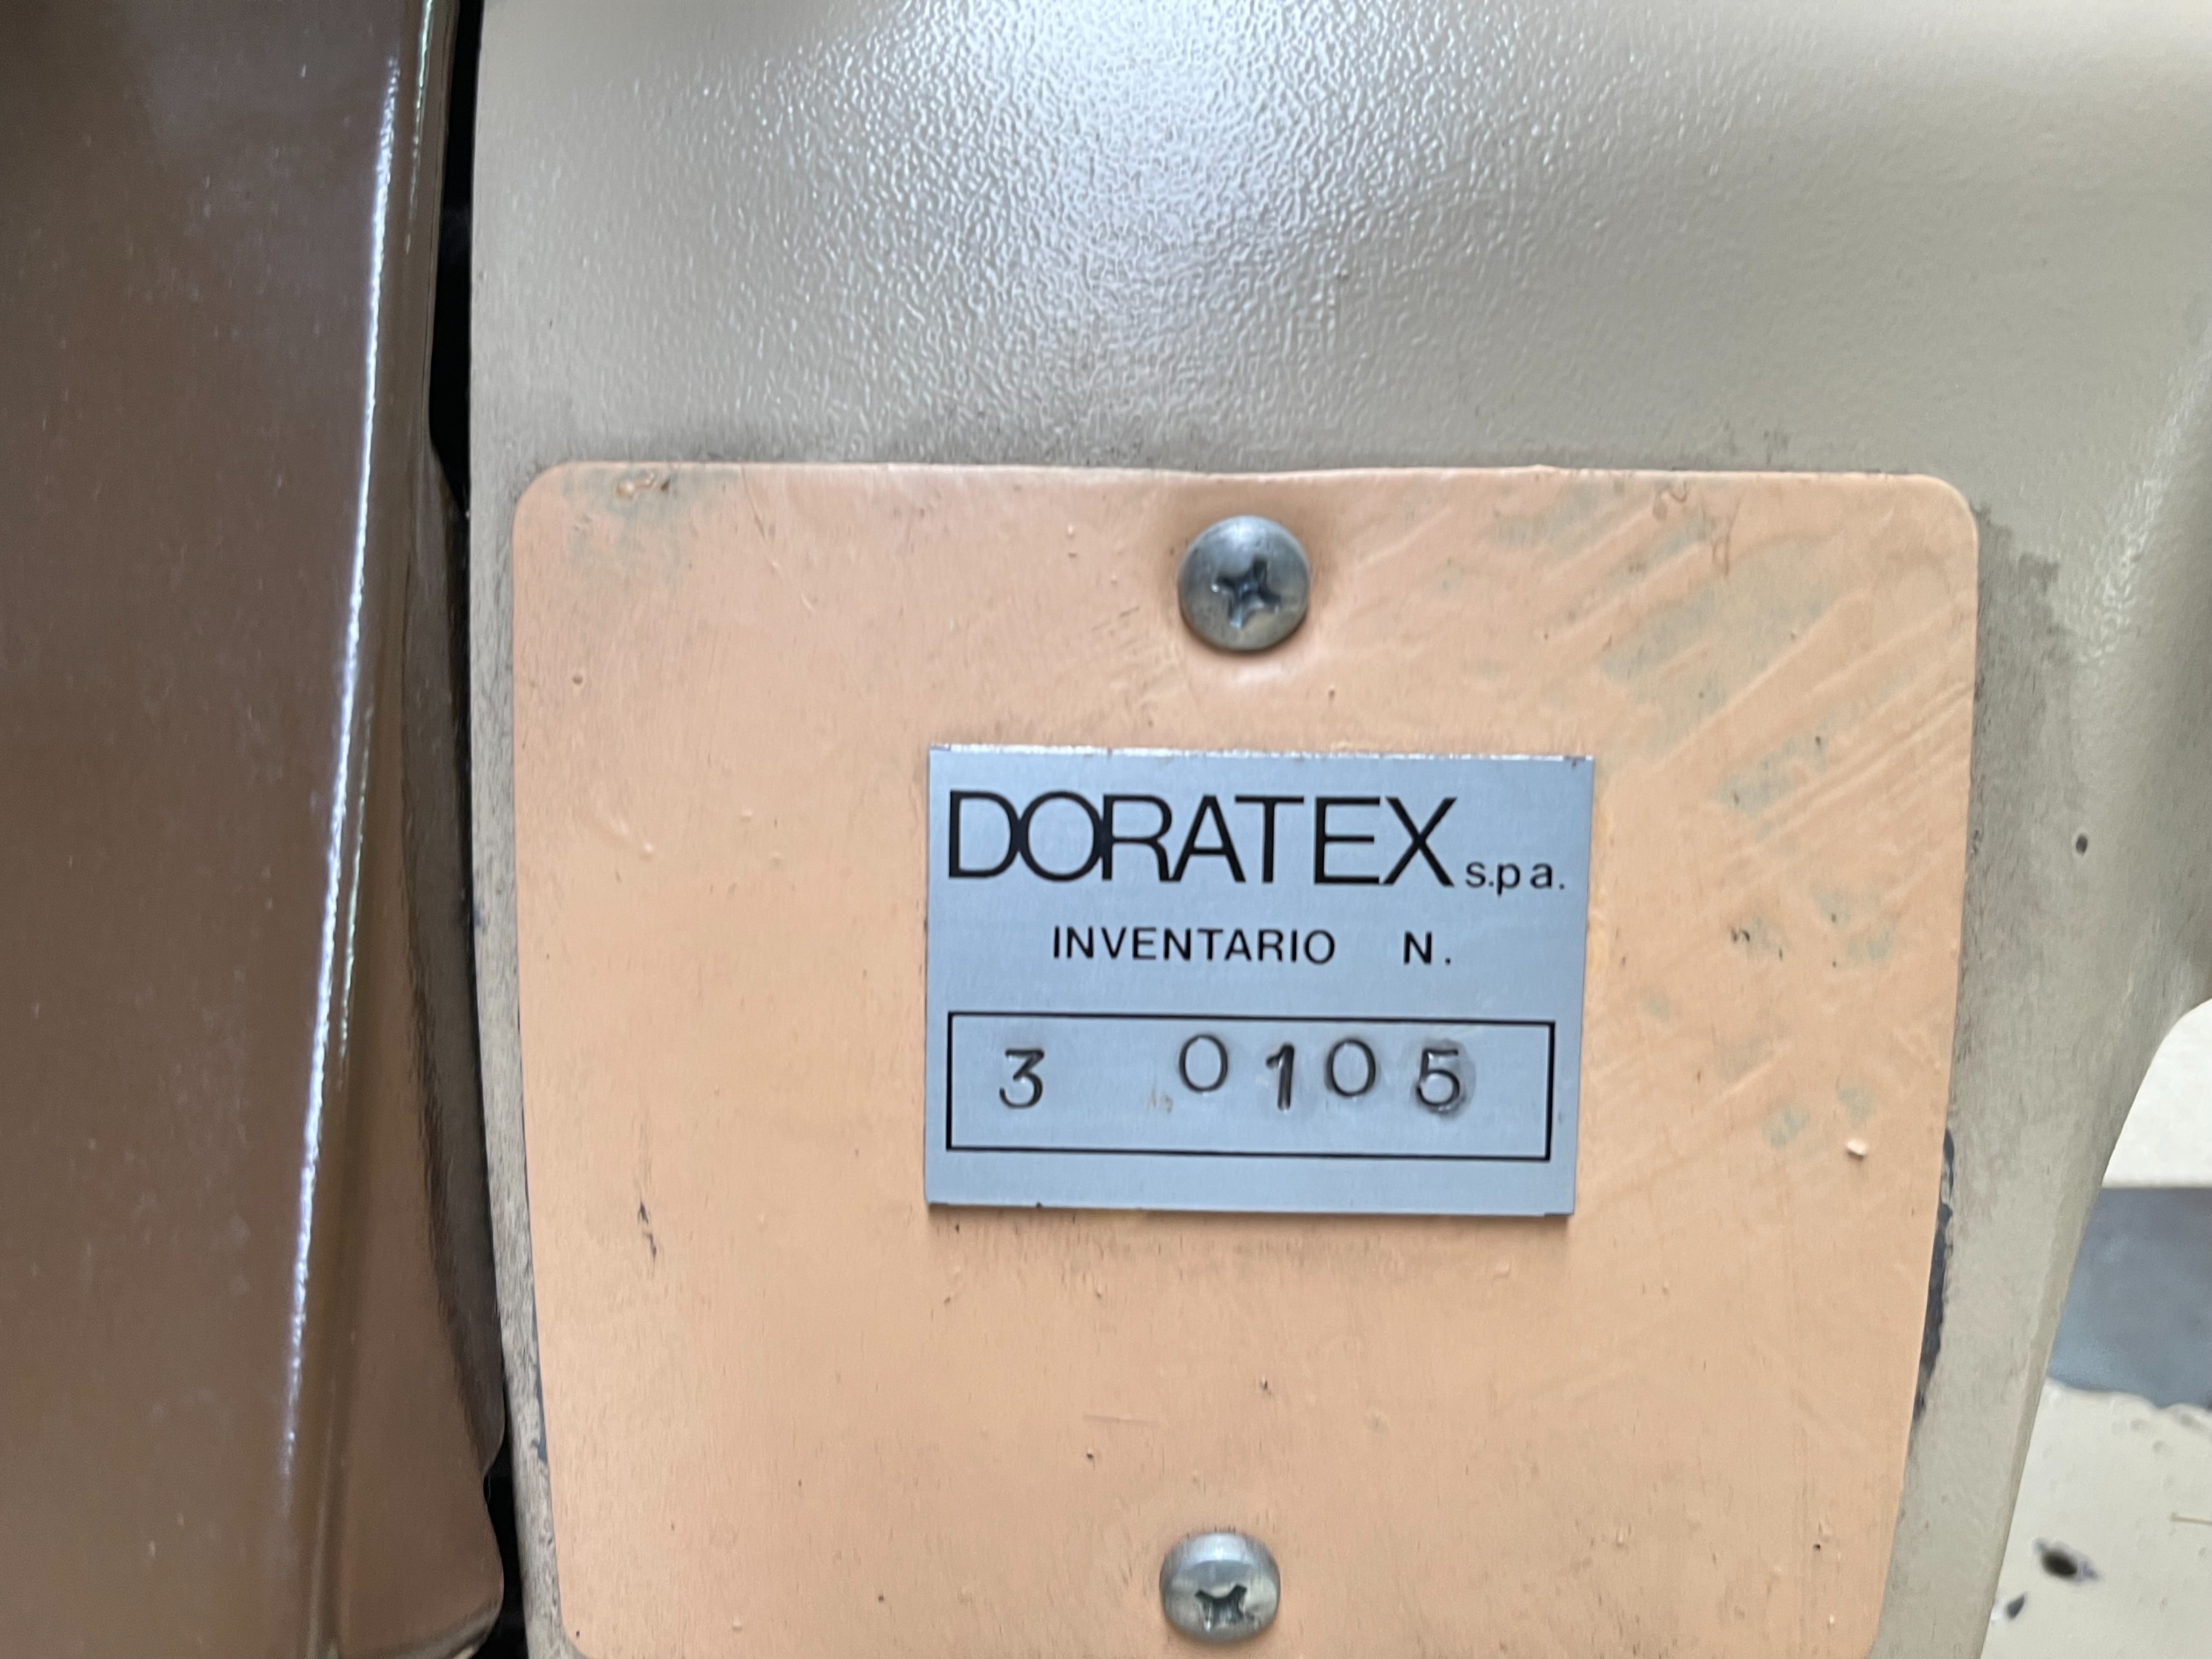 DORATEX s.p a.
INVENTARIO N.
3 0105